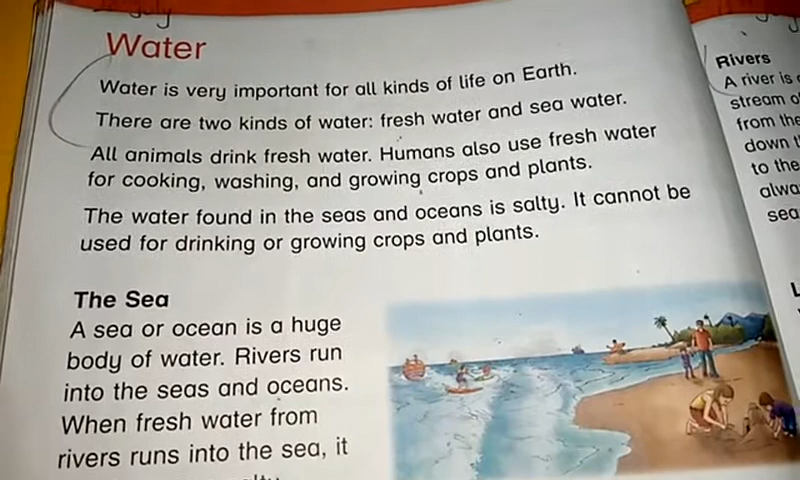 July
Water
Water is very important for all kinds of life on Earth.
There are two kinds of water: fresh water and sea water.
All animals drink fresh water. Humans also use fresh water
for cooking, washing, and growing crops and plants.
The water found in the seas and oceans is salty. It cannot be
used for drinking or growing crops and plants.
The Sea
A sea or ocean is a huge
body of water. Rivers run
into the seas and oceans.
When fresh water from
rivers runs into the sea, it
Rivers
A river is
stream
from the
down
to the
sea